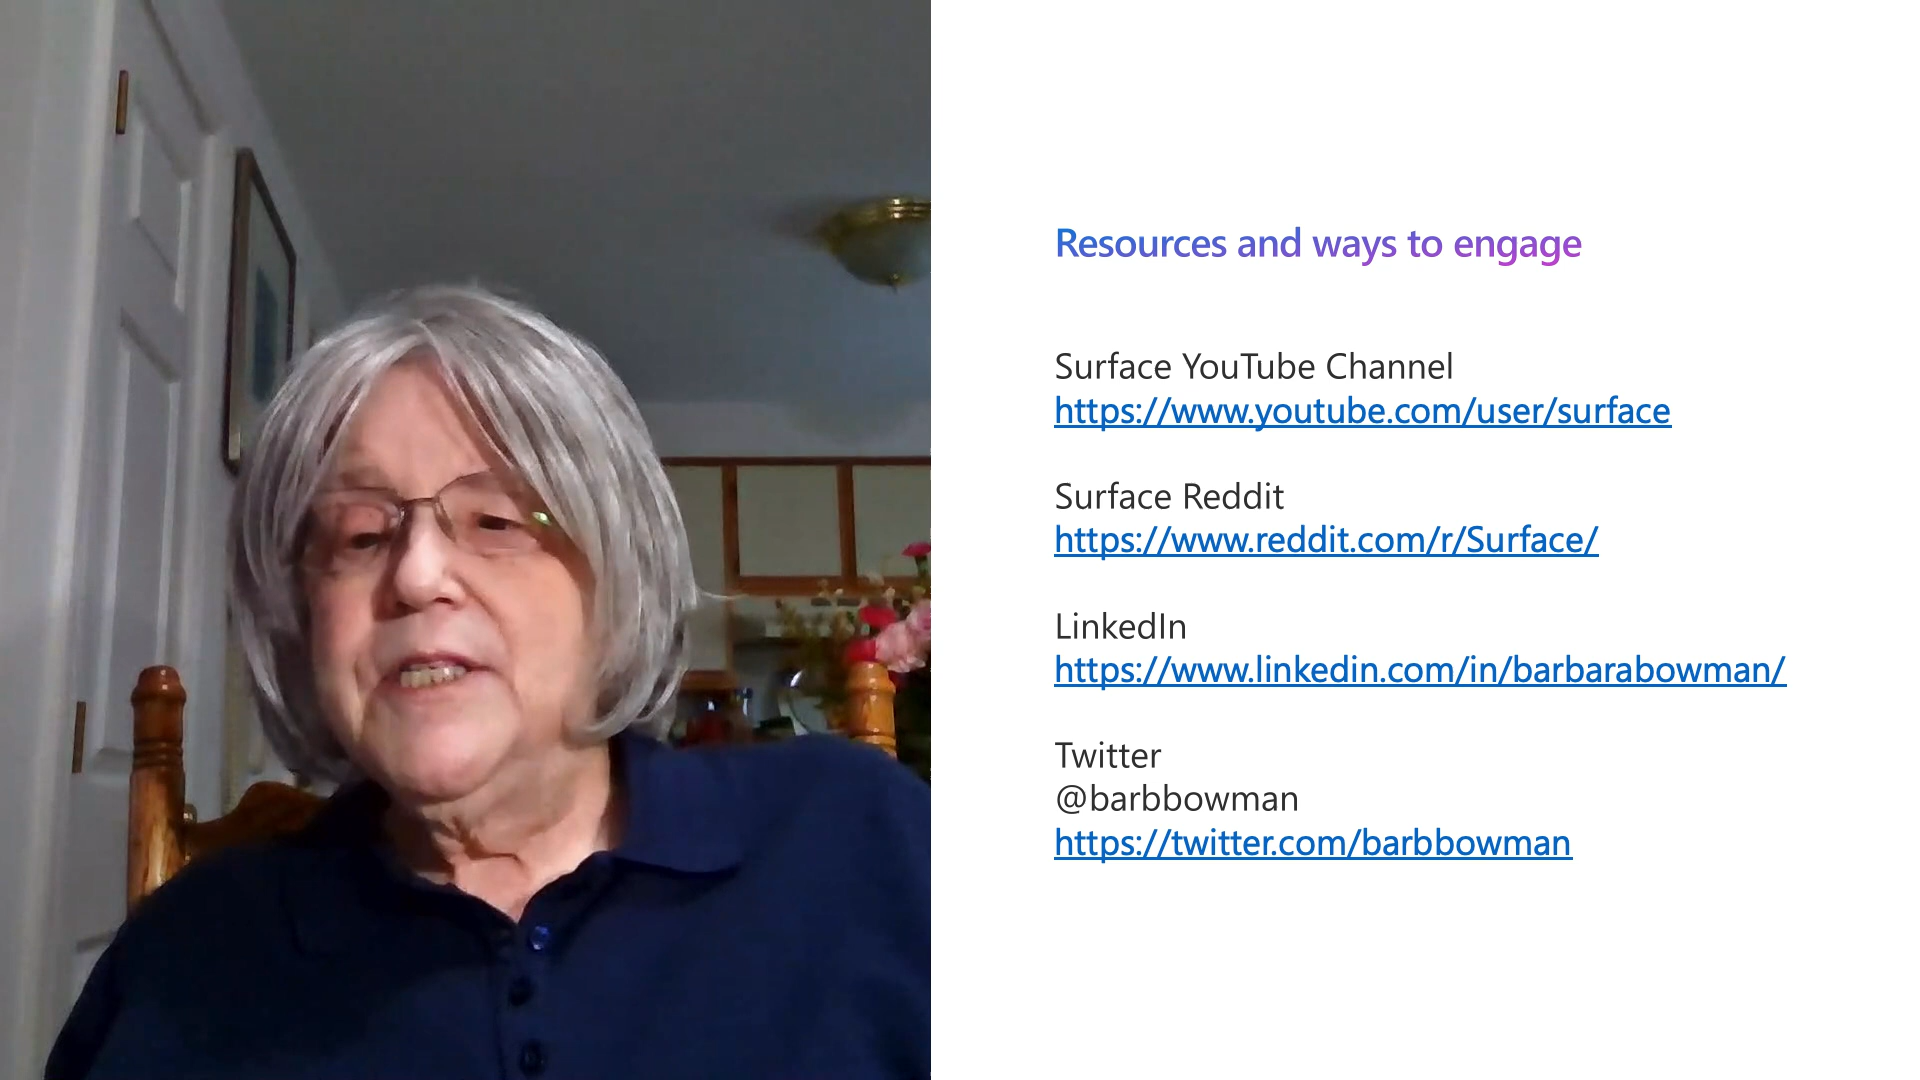 Resources and ways to engage
Surface YouTube Channel
https://www.youtube.com/user/surface
Surface Reddit
https://www.reddit.com/r/Surface/
LinkedIn
https://www.linkedin.com/in/barbarabowman/
Twitter
@barbbowman
https://twitter.com/barbbowman